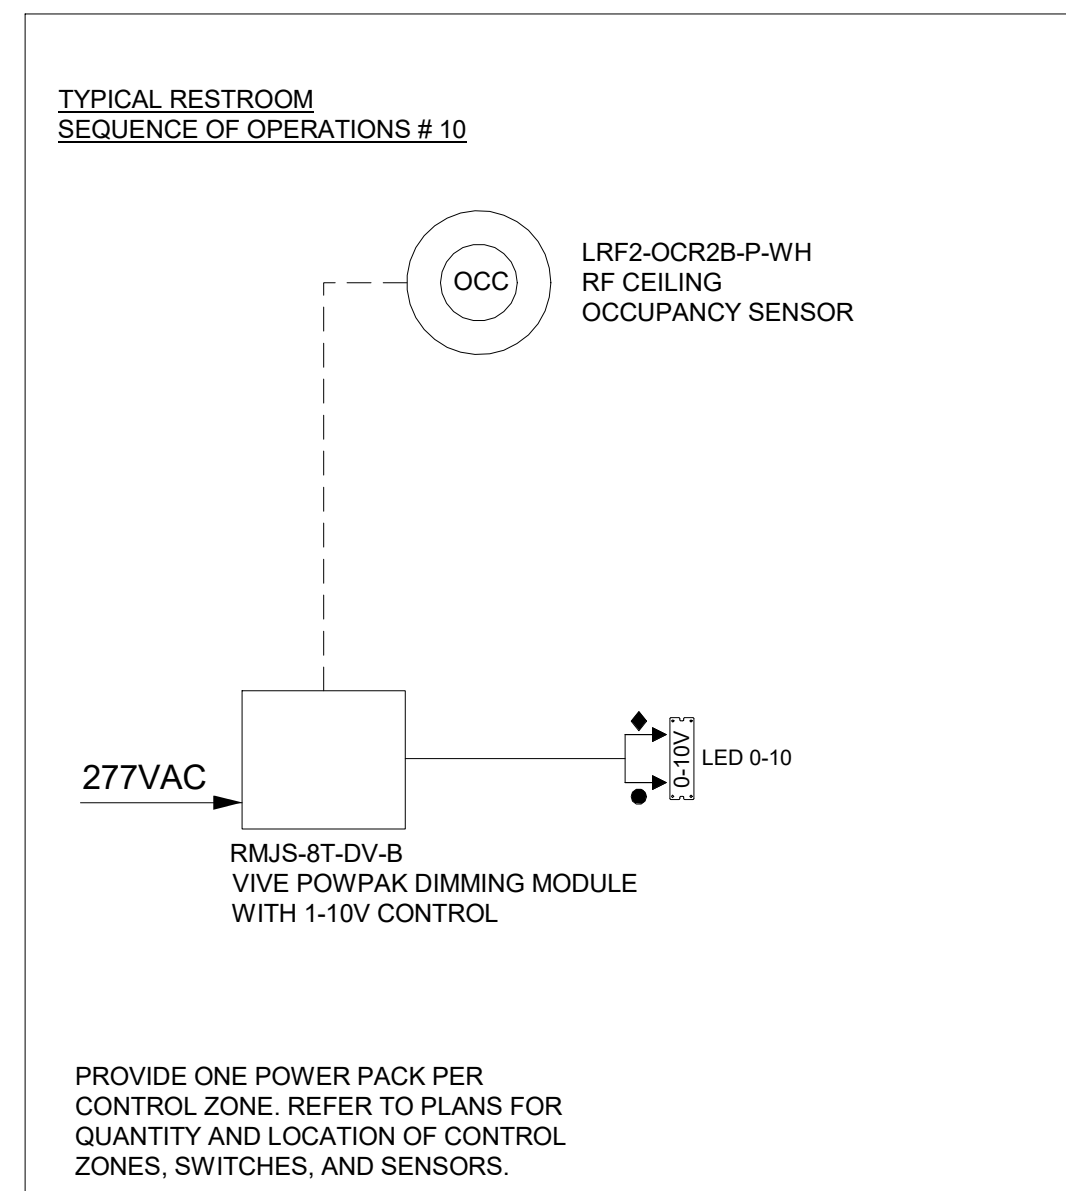 TYPICAL RESTROOM
SEQUENCE OF OPERATIONS # 10
OCC
LRF2-OCR2B-P-WH
RF CEILING
OCCUPANCY SENSOR
277VAC
0-10V
LED 0-10
RMJS-8T-DV-B
VIVE POWPAK DIMMING MODULE
WITH 1-10V CONTROL
PROVIDE ONE POWER PACK PER
CONTROL ZONE. REFER TO PLANS FOR
QUANTITY AND LOCATION OF CONTROL
ZONES, SWITCHES, AND SENSORS.